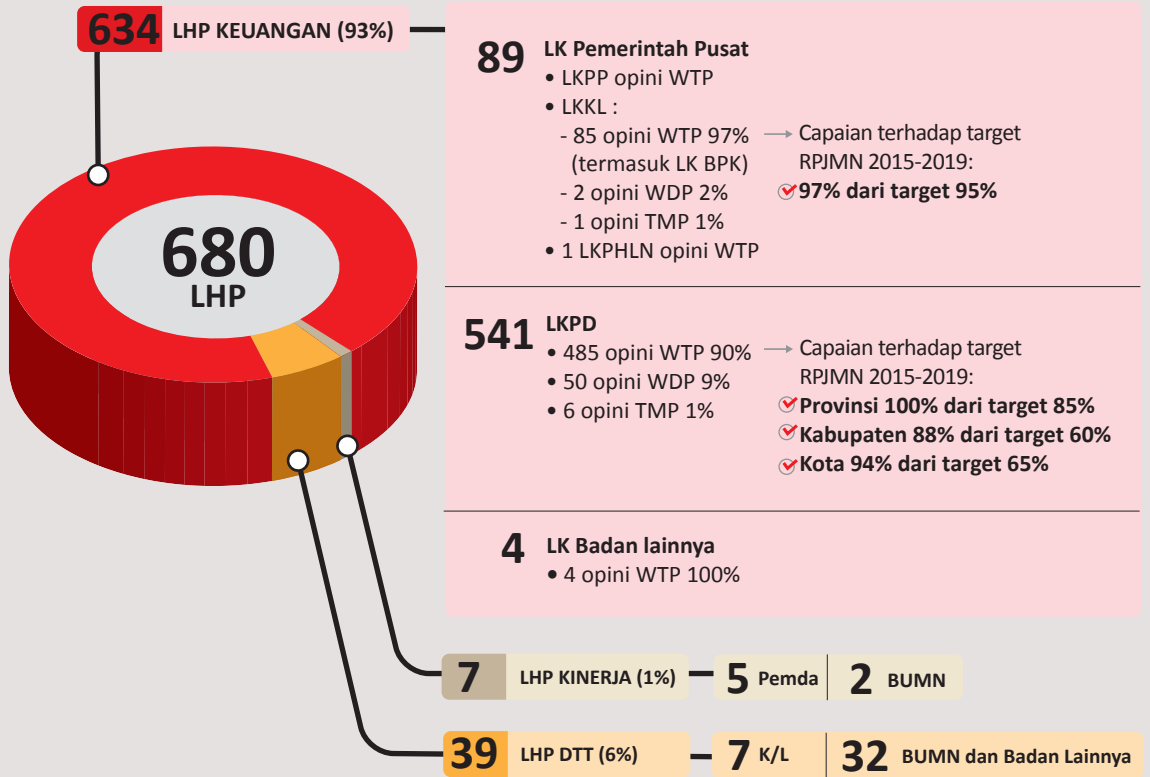 634 LHP KEUANGAN (93%)
680
LHP
89 LK Pemerintah Pusat
• LKPP opini WTP
• LKKL :
- 85 opini WTP 97%
(termasuk LK BPK)
- 2 opini WDP 2%
- 1 opini TMP 1%
• 1 LKPHLN opini WTP
→ Capaian terhadap target
RPJMN 2015-2019:
97% dari target 95%
541 LKPD
• 485 opini WTP 90%
• 50 opini WDP 9%
• 6 opini TMP 1%
→ Capaian terhadap target
RPJMN 2015-2019:
Provinsi 100% dari target 85%
Kabupaten 88% dari target 60%
Kota 94% dari target 65%
4 LK Badan lainnya
• 4 opini WTP 100%
7 LHP KINERJA (1%) 5 Pemda 2 BUMN
39 LHP DTT (6%) 7 K/L 32 BUMN dan Badan Lainnya